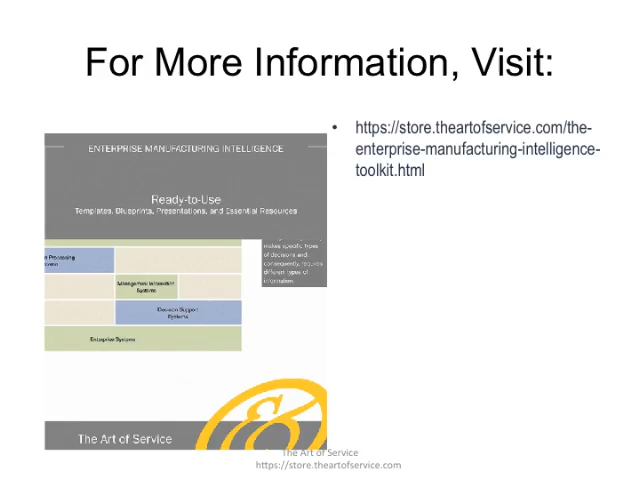 For More Information, Visit:
• https://store.theartofservice.com/the-
enterprise-manufacturing-intelligence-
toolkit.html
ENTERPRISE MANUFACTURING INTELLIGENCE
Ready-to-Use
Templates, Blueprints, Presentations, and Essential Resources
makes specific types
of decisions and
consequently, requires
different types of
information.
Processing
Management Information
Systems
Decision Support
Systems
Enterprise Systems
The Art of Service
The Art of Service
https://store.theartofservice.com